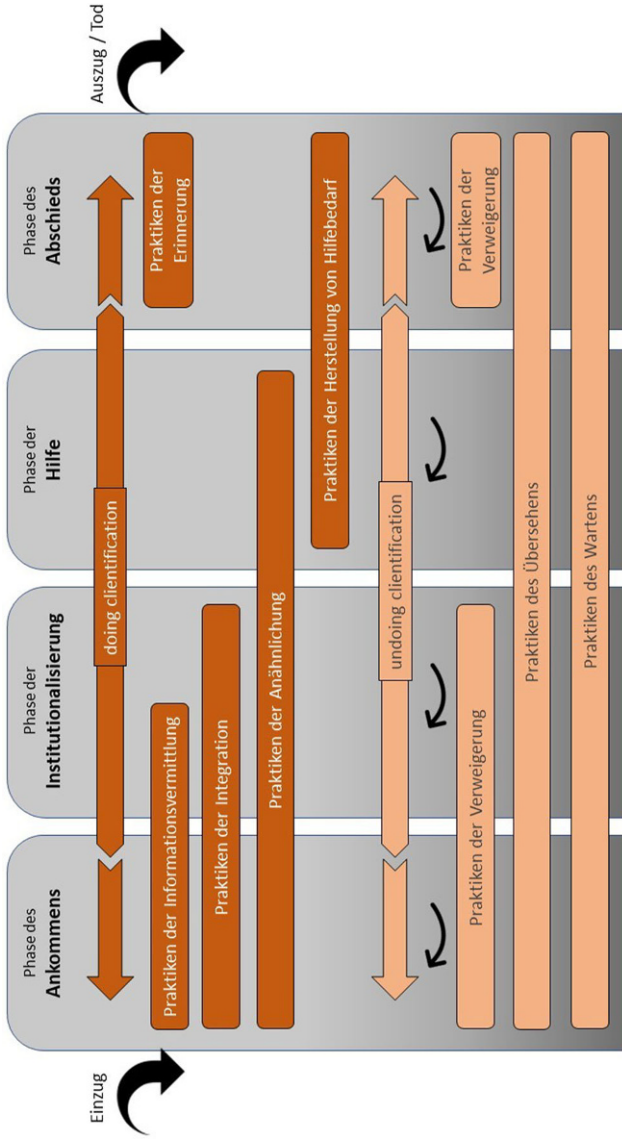 Einzug
Phase des
Ankommens
Phase der
Institutionalisierung
Phase der
Hilfe
Phase des
Abschieds
Auszug / Tod
doing clientification
Praktiken der Informationsvermittlung
Praktiken der
Erinnerung
Praktiken der Integration
Praktiken der Anähnlichung
Praktiken der Herstellung von Hilfebedarf
undoing clientification
Praktiken der Verweigerung
Praktiken der
Verweigerung
Praktiken des Übersehens
Praktiken des Wartens